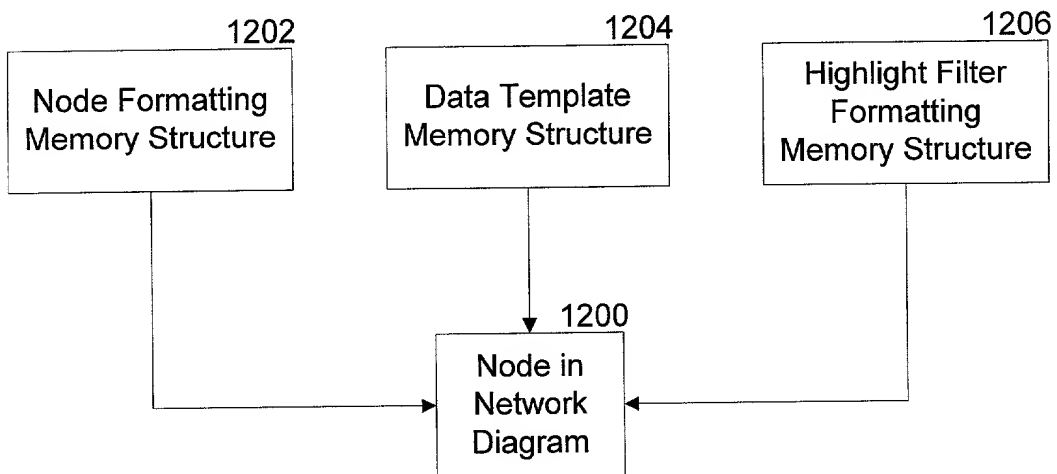 1202
Node Formatting
Memory Structure
1204
Data Template
Memory Structure
1206
Highlight Filter
Formatting
Memory Structure
1200
Node in
Network
Diagram